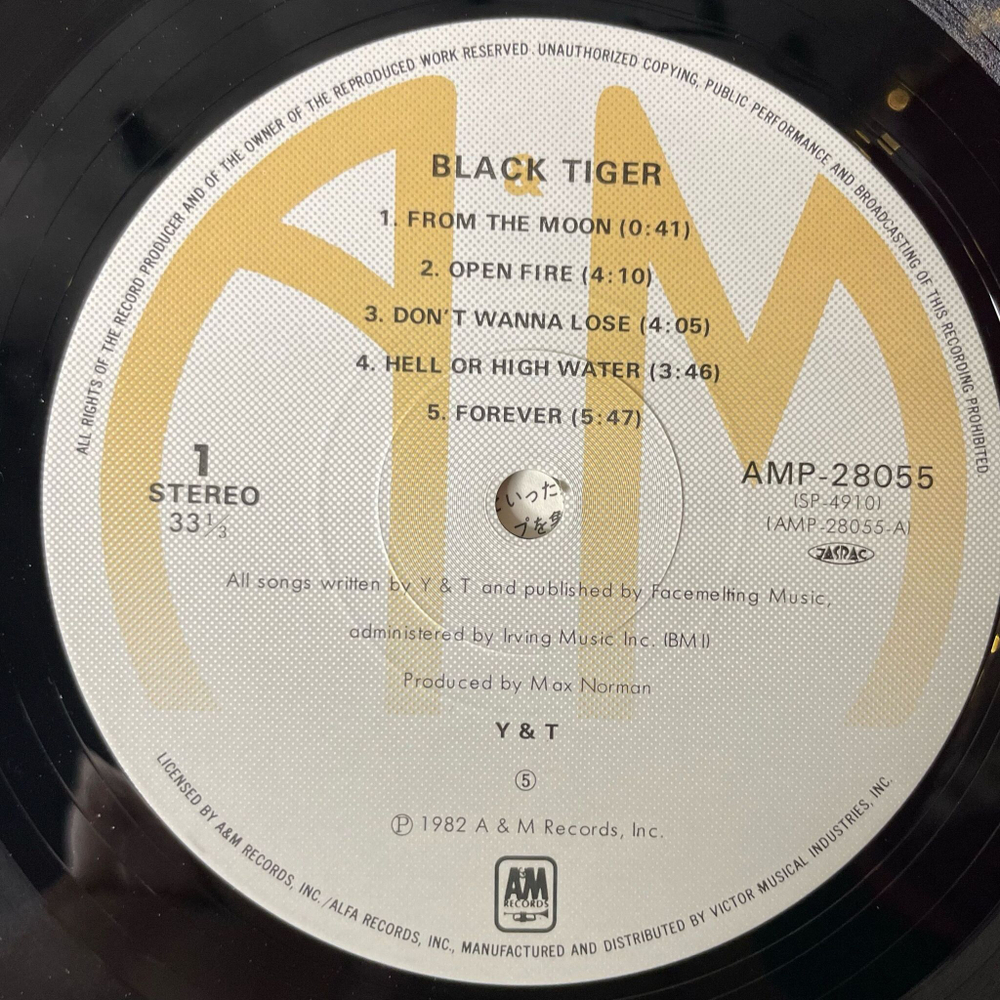 ALL RIGHTS OF THE RECORD PRODUCER AND OF THE OWNER OF THE REPRODUCED WORK RESERVED. UNAUTHORIZED COPYING, PUBLIC PERFORMANCE AND BROADCASTING OF THIS RECORDING PROHIBITED
A&M
BLACK TIGER
1. FROM THE MOON (0:41)
2. OPEN FIRE (4:10)
3. DON'T WANNA LOSE (4:05)
4. HELL OR HIGH WATER (3:46)
5. FOREVER (5:47)
1
STEREO
33⅓
AMP-28055
(SP-4910)
(AMP-28055-A)
JASRAC
いった
プを
All songs written by Y & T and published by Facemelting Music,
administered by Irving Music Inc. (BMI)
Produced by Max Norman
Y & T
⑤
Ⓟ 1982 A & M Records, Inc.
A&M
RECORDS
LICENSED BY A&M RECORDS, INC./ALFA RECORDS, INC., MANUFACTURED AND DISTRIBUTED BY VICTOR MUSICAL INDUSTRIES, INC.